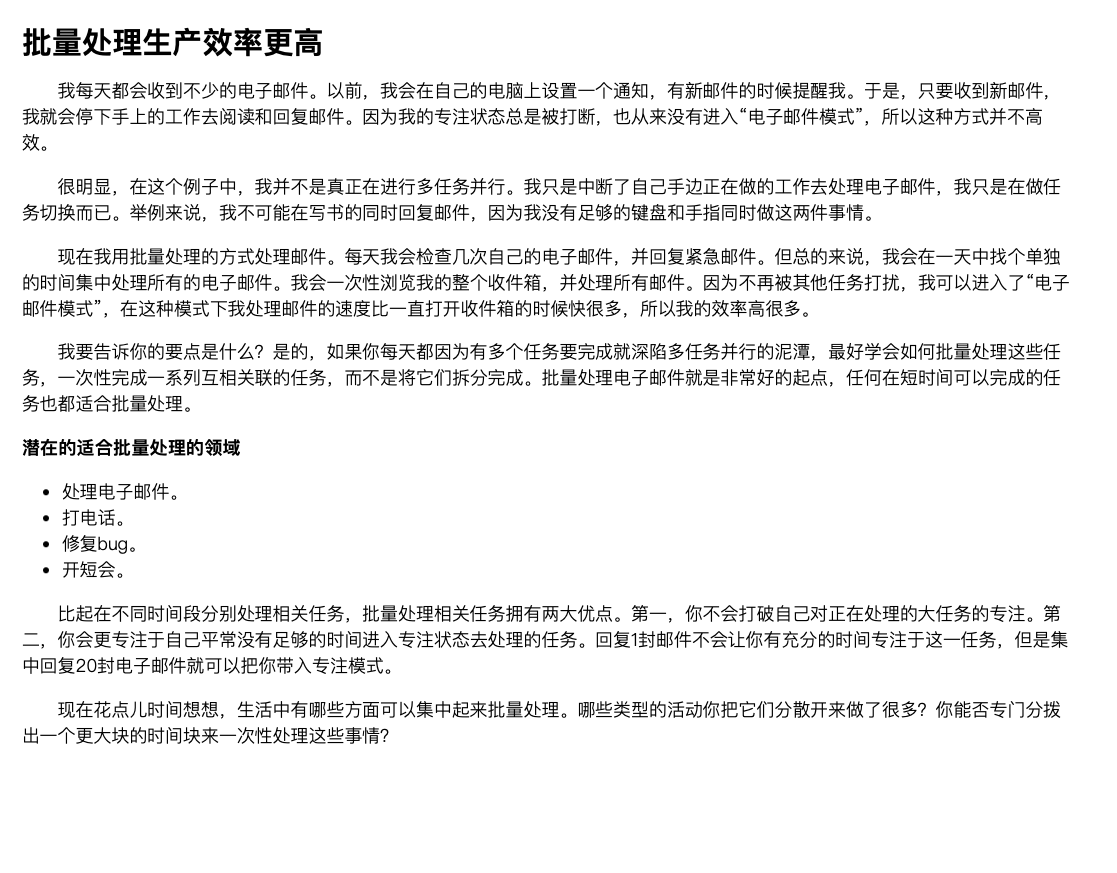 批量处理生产效率更高
我每天都会收到不少的电子邮件。以前，我会在自己的电脑上设置一个通知，有新邮件的时候提醒我。于是，只要收到新邮件，
我就会停下手上的工作去阅读和回复邮件。因为我的专注状态总是被打断，也从来没有进入“电子邮件模式”，所以这种方式并不高
效。
很明显，在这个例子中，我并不是真正在进行多任务并行。我只是中断了自己手边正在做的工作去处理电子邮件，我只是在做任
务切换而已。举例来说，我不可能在写书的同时回复邮件，因为我没有足够的键盘和手指同时做这两件事情。
现在我用批量处理的方式处理邮件。每天我会检查几次自己的电子邮件，并回复紧急邮件。但总的来说，我会在一天中找个单独
的时间集中处理所有的电子邮件。我会一次性浏览我的整个收件箱，并处理所有邮件。因为不再被其他任务打扰，我可以进入了“电子
邮件模式”，在这种模式下我处理邮件的速度比一直打开收件箱的时候快很多，所以我的效率高很多。
我要告诉你的要点是什么？是的，如果你每天都因为有多个任务要完成就深陷多任务并行的泥潭，最好学会如何批量处理这些任
务，一次性完成一系列互相关联的任务，而不是将它们拆分完成。批量处理电子邮件就是非常好的起点，任何在短时间可以完成的任
务也都适合批量处理。
潜在的适合批量处理的领域
• 处理电子邮件。
• 打电话。
• 修复bug。
• 开短会。
比起在不同时间段分别处理相关任务，批量处理相关任务拥有两大优点。第一，你不会打破自己对正在处理的大任务的专注。第
二，你会更专注于自己平常没有足够的时间进入专注状态去处理的任务。回复1封邮件不会让你有充分的时间专注于这一任务，但是集
中回复20封电子邮件就可以把你带入专注模式。
现在花点儿时间想想，生活中有哪些方面可以集中起来批量处理。哪些类型的活动你把它们分散开来做了很多？你能否专门分拨
出一个更大块的时间块来一次性处理这些事情？